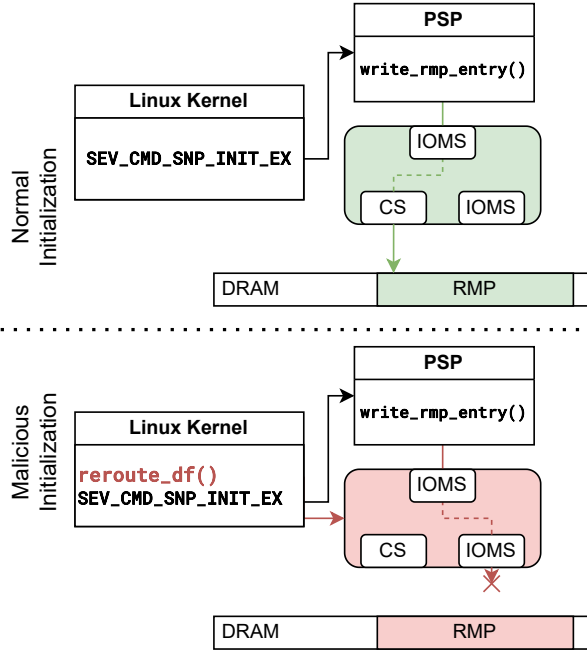 Normal
Initialization
PSP
write_rmp_entry()
Linux Kernel
SEV_CMD_SNP_INIT_EX
IOMS
CS
IOMS
DRAM
RMP
Malicious
Initialization
PSP
write_rmp_entry()
Linux Kernel
reroute_df()
SEV_CMD_SNP_INIT_EX
IOMS
CS
IOMS
DRAM
RMP